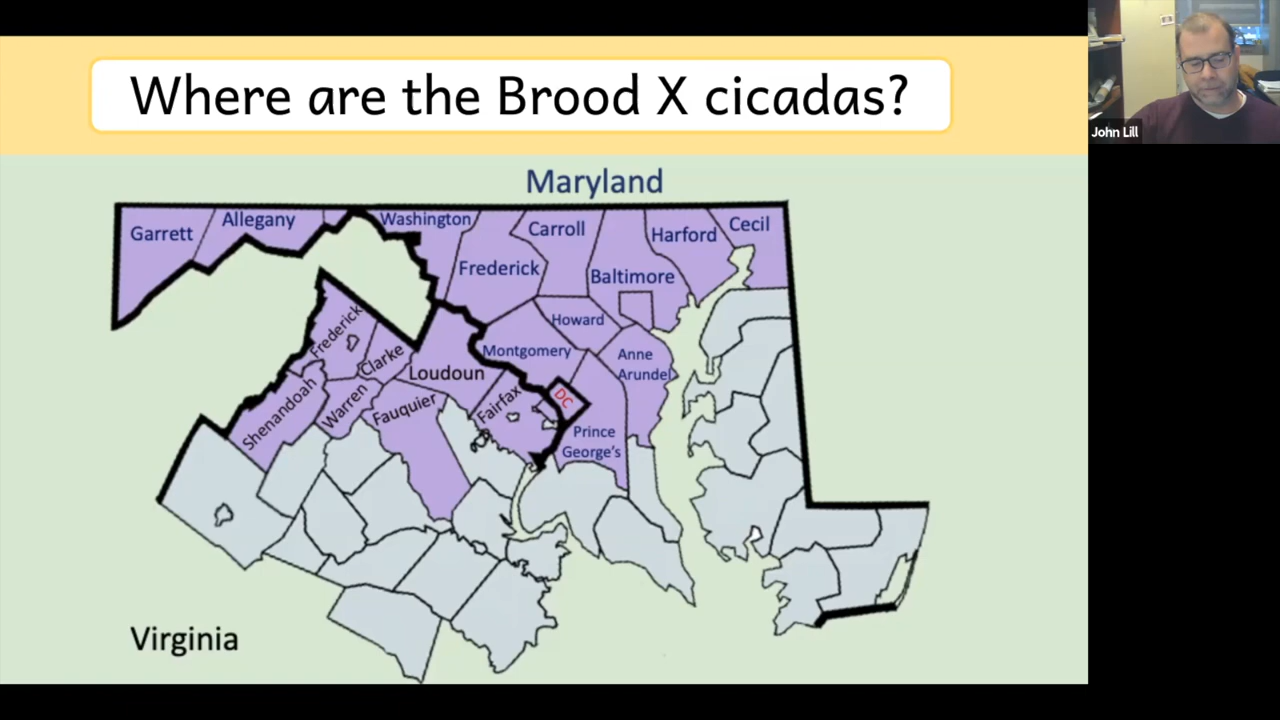 Where are the Brood X cicadas?
John Lill
Maryland
Garrett
Allegany
Washington
Carroll
Harford
Cecil
Frederick
Baltimore
Howard
Montgomery
Anne
Arundel
Frederick
Clarke
Loudoun
Shenandoah
Warren
Fauquier
Fairfax
DC
Prince
George's
Virginia